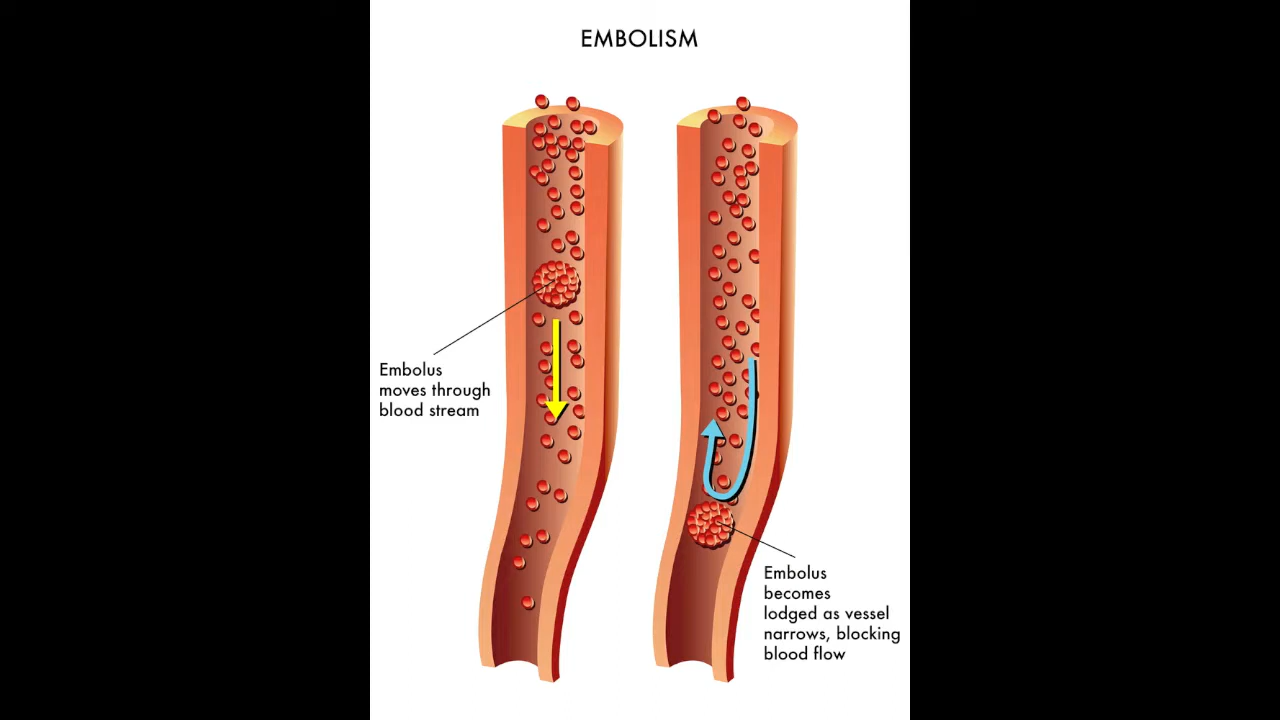 EMBOLISM
Embolus
moves through
blood stream
Embolus
becomes
lodged as vessel
narrows, blocking
blood flow